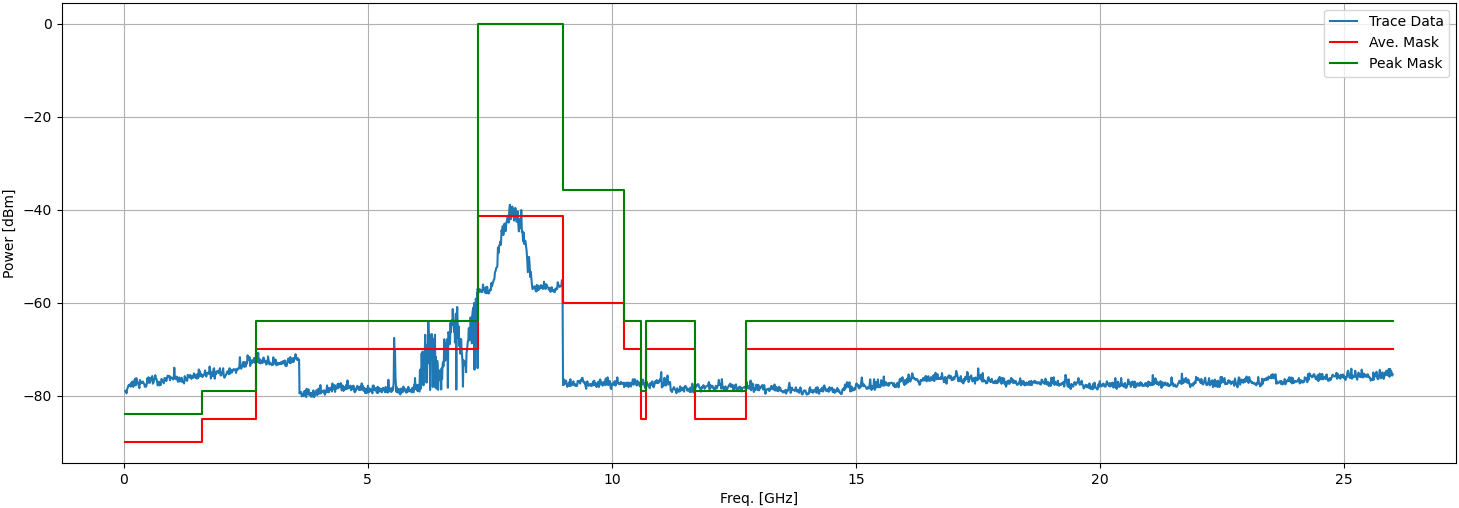 Trace Data
Ave. Mask
Peak Mask
0
−20
−40
−60
−80
Power [dBm]
0 5 10 15 20 25
Freq. [GHz]